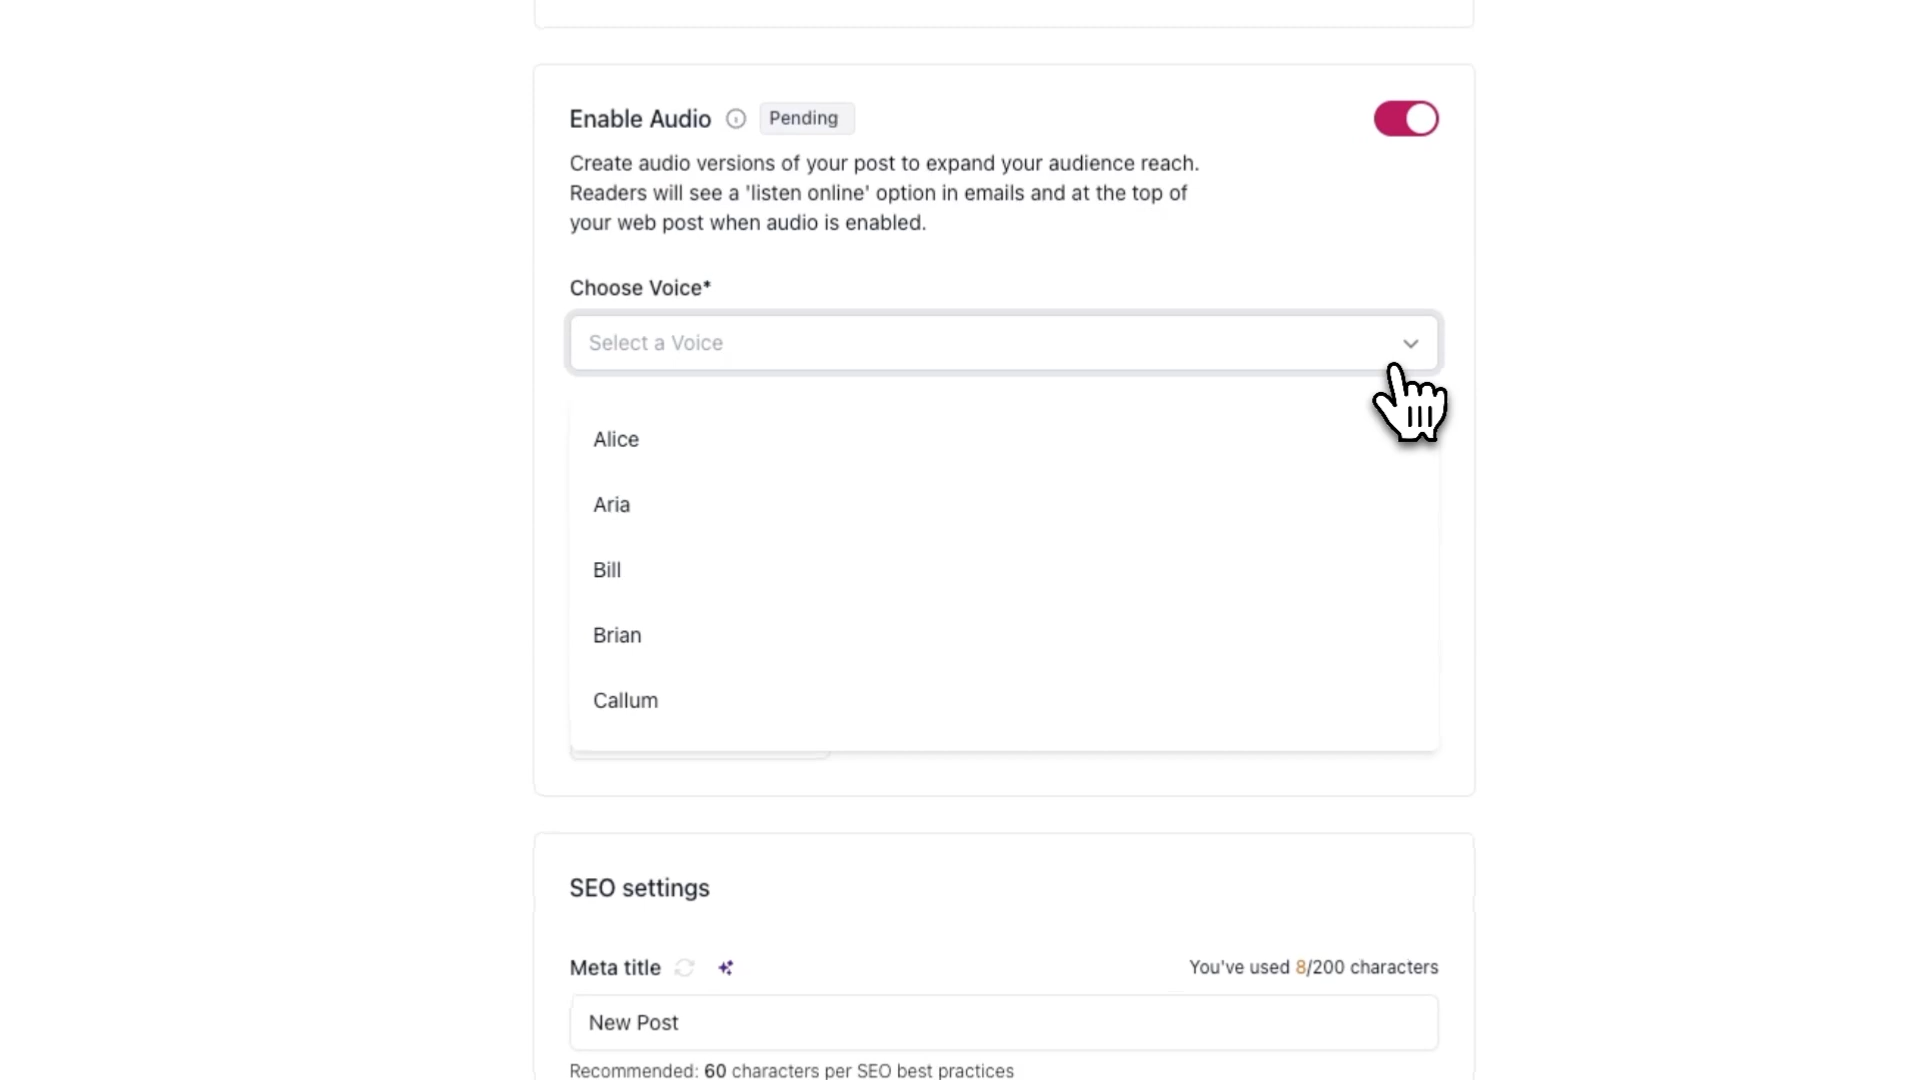 Enable Audio
Pending
Create audio versions of your post to expand your audience reach.
Readers will see a 'listen online' option in emails and at the top of
your web post when audio is enabled.
Choose Voice*
Select a Voice
Alice
Aria
Bill
Brian
Callum
SEO settings
Meta title
You've used 8/200 characters
New Post
Recommended: 60 characters per SEO best practices